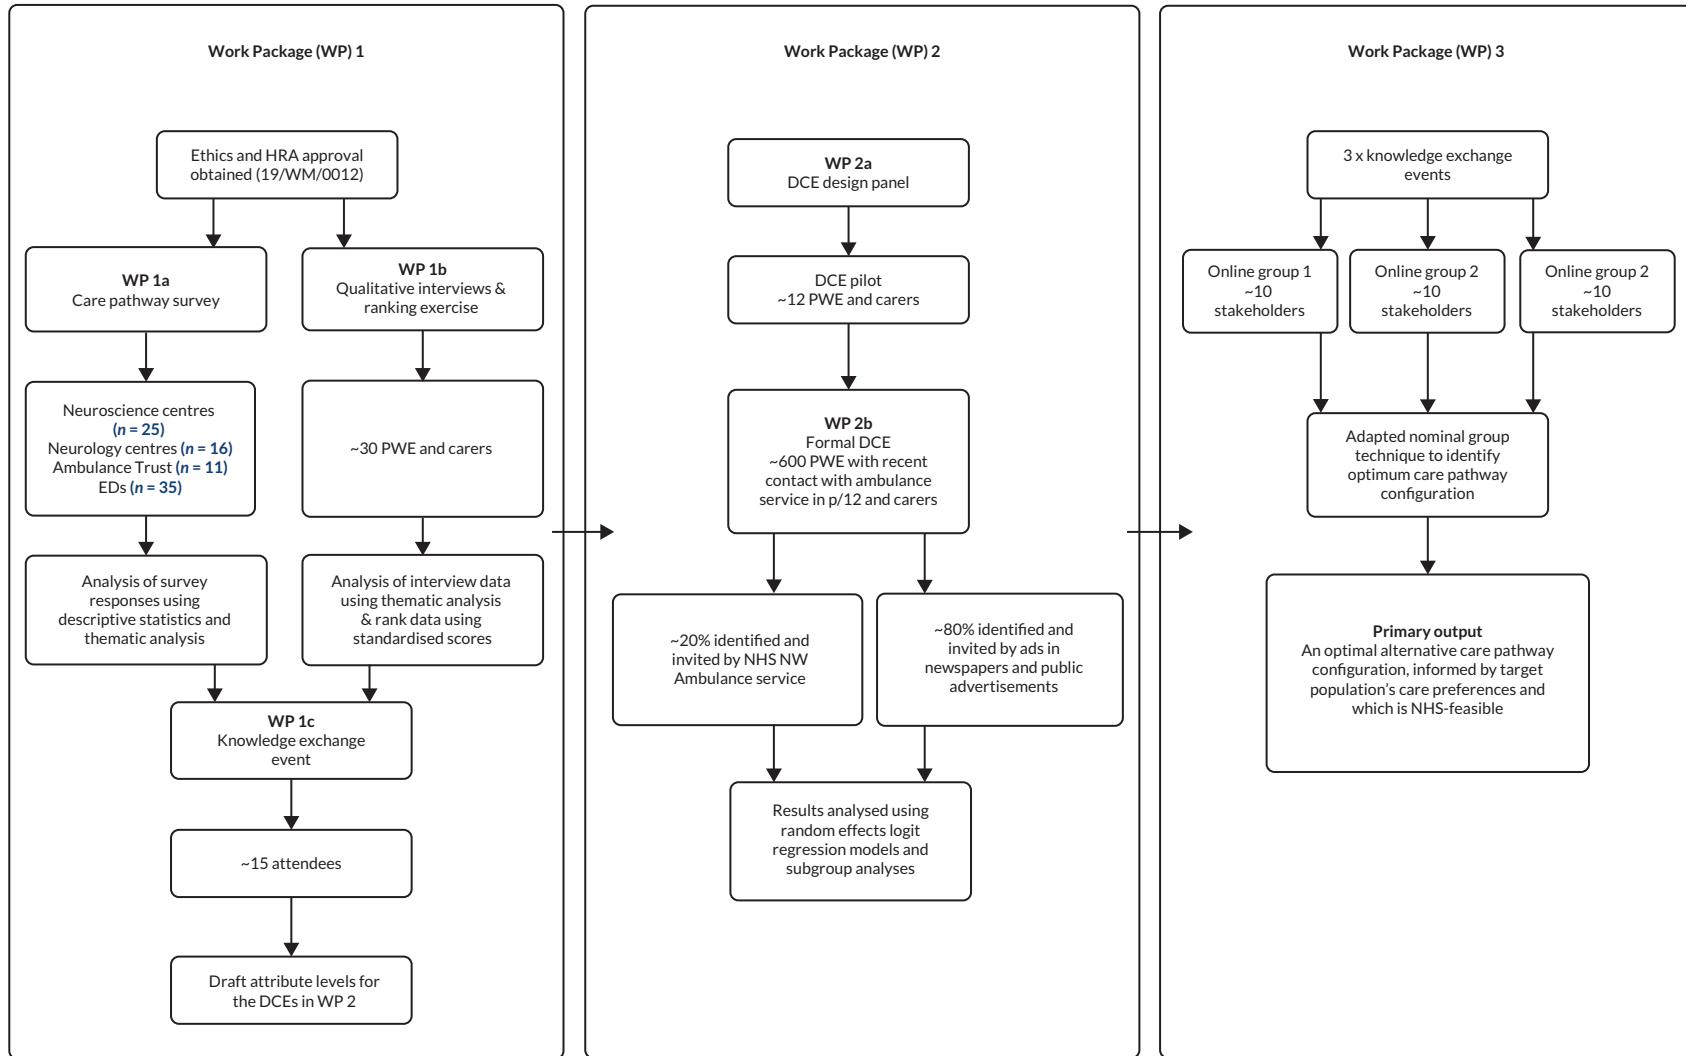 Work Package (WP) 1
Ethics and HRA approval
obtained (19/WM/0012)
WP 1a
Care pathway survey
WP 1b
Qualitative interviews &
ranking exercise
Neuroscience centres
(n = 25)
Neurology centres (n = 16)
Ambulance Trust (n = 11)
EDs (n = 35)
~30 PWE and carers
Analysis of survey
responses using
descriptive statistics and
thematic analysis
Analysis of interview data
using thematic analysis
& rank data using
standardised scores
WP 1c
Knowledge exchange
event
~15 attendees
Draft attribute levels for
the DCEs in WP 2
Work Package (WP) 2
WP 2a
DCE design panel
DCE pilot
~12 PWE and carers
WP 2b
Formal DCE
~600 PWE with recent
contact with ambulance
service in p/12 and carers
~20% identified and
invited by NHS NW
Ambulance service
~80% identified and
invited by ads in
newspapers and public
advertisements
Results analysed using
random effects logit
regression models and
subgroup analyses
Work Package (WP) 3
3 x knowledge exchange
events
Online group 1
~10
stakeholders
Online group 2
~10
stakeholders
Online group 2
~10
stakeholders
Adapted nominal group
technique to identify
optimum care pathway
configuration
Primary output
An optimal alternative care pathway
configuration, informed by target
population's care preferences and
which is NHS-feasible